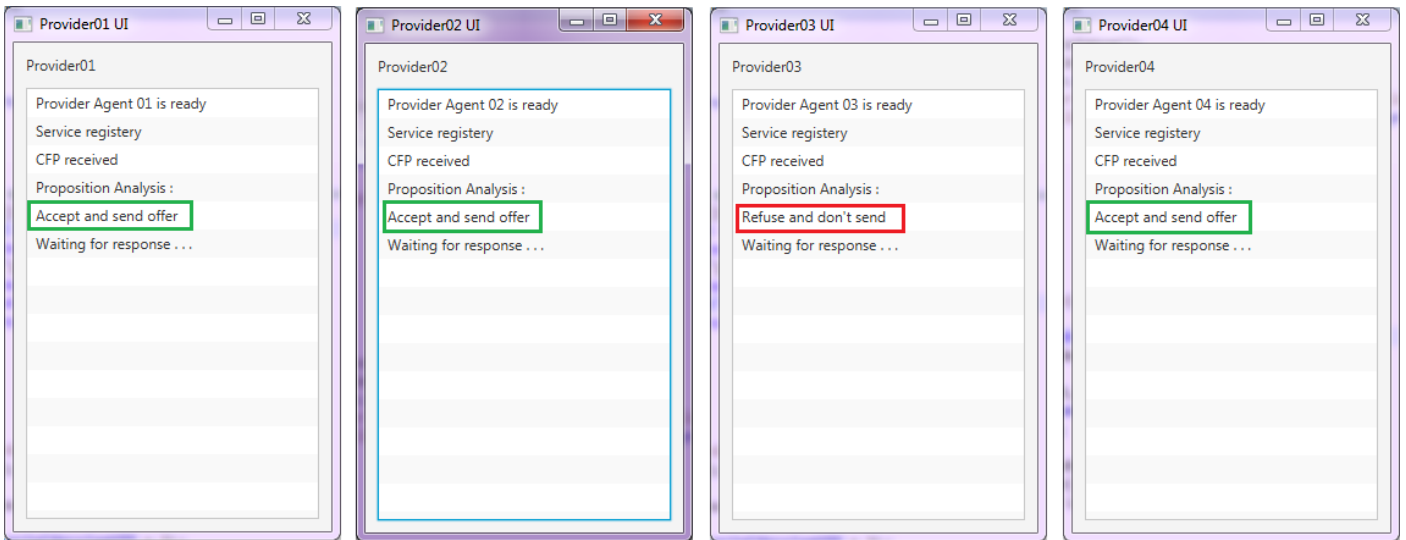 Provider01 UI
Provider01
Provider Agent 01 is ready
Service registery
CFP received
Proposition Analysis :
Accept and send offer
Waiting for response . . .
Provider02 UI
Provider02
Provider Agent 02 is ready
Service registery
CFP received
Proposition Analysis :
Accept and send offer
Waiting for response . . .
Provider03 UI
Provider03
Provider Agent 03 is ready
Service registery
CFP received
Proposition Analysis :
Refuse and don't send
Waiting for response . . .
Provider04 UI
Provider04
Provider Agent 04 is ready
Service registery
CFP received
Proposition Analysis :
Accept and send offer
Waiting for response . . .